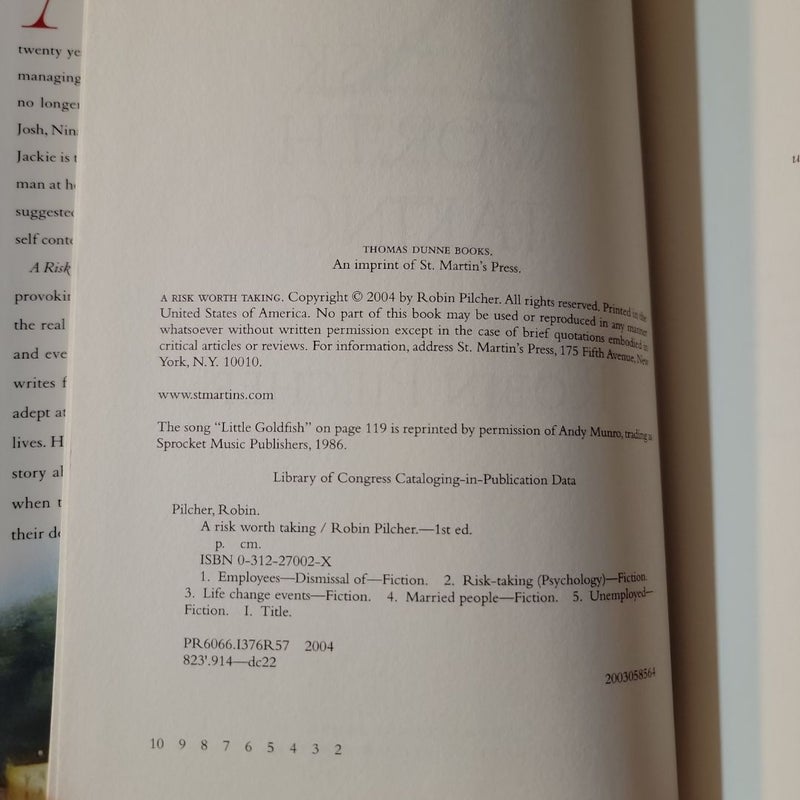 twenty ye
managing
no longer
Josh, Nin
Jackie is t
man at h
suggested
self conte
A Risk
provokin
the real
and eve
writes f
adept at
lives. H
story al
when t
their de
THOMAS DUNNE BOOKS.
An imprint of St. Martin's Press.
A RISK WORTH TAKING. Copyright © 2004 by Robin Pilcher. All rights reserved. Printed in the
United States of America. No part of this book may be used or reproduced in any manner
whatsoever without written permission except in the case of brief quotations embodied in
critical articles or reviews. For information, address St. Martin's Press, 175 Fifth Avenue, New
York, N.Y. 10010.
www.stmartins.com
The song “Little Goldfish” on page 119 is reprinted by permission of Andy Munro, trading as
Sprocket Music Publishers, 1986.
Library of Congress Cataloging-in-Publication Data
Pilcher, Robin.
A risk worth taking / Robin Pilcher.—1st ed.
p. cm.
ISBN 0-312-27002-X
1. Employees—Dismissal of—Fiction. 2. Risk-taking (Psychology)—Fiction.
3. Life change events—Fiction. 4. Married people—Fiction. 5. Unemployed—
Fiction. I. Title.
PR6066.I376R57 2004
823'.914—dc22
2003058564
10 9 8 7 6 5 4 3 2